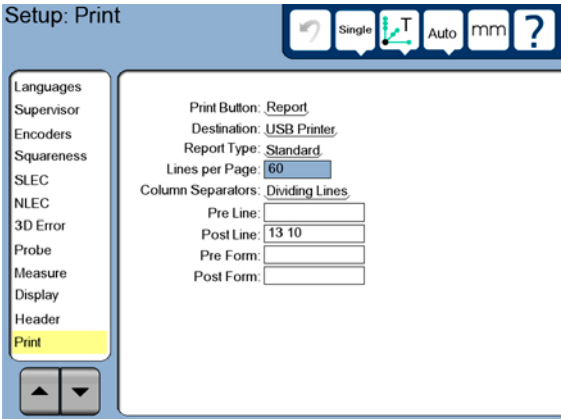 Setup: Print
Single
T
Auto
mm
?
Languages
Supervisor
Encoders
Squareness
SLEC
NLEC
3D Error
Probe
Measure
Display
Header
Print
Print Button: Report
Destination: USB Printer
Report Type: Standard
Lines per Page: 60
Column Separators: Dividing Lines
Pre Line:
Post Line: 13 10
Pre Form:
Post Form: